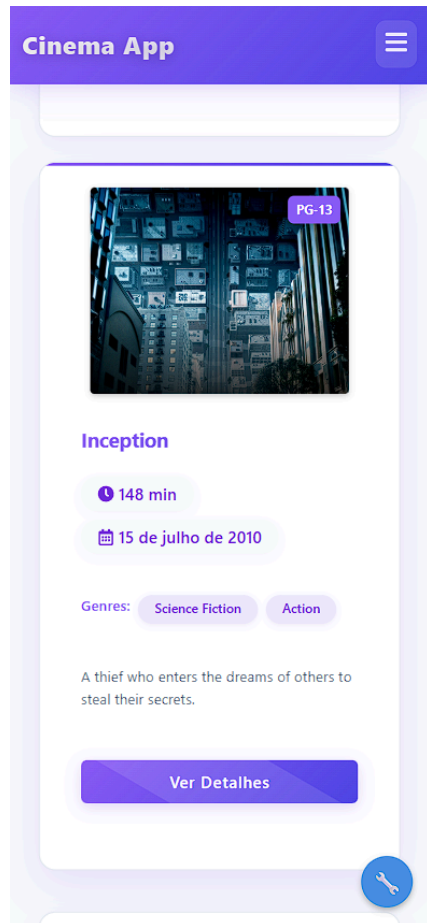 Cinema App
PG-13
Inception
148 min
15 de julho de 2010
Genres: Science Fiction Action
A thief who enters the dreams of others to
steal their secrets.
Ver Detalhes